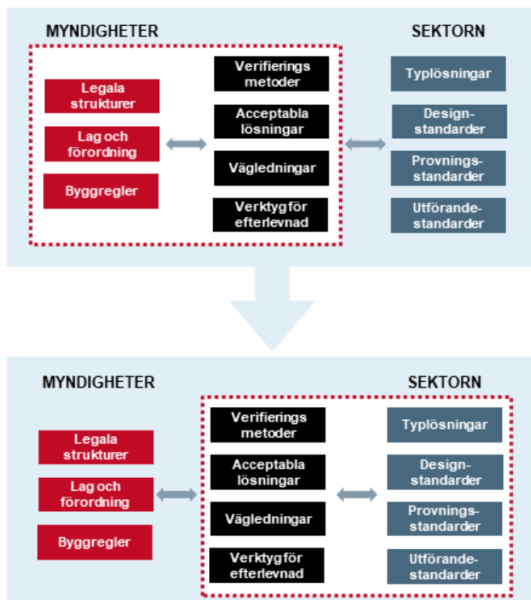 MYNDIGHETER
SEKTORN
Legala
strukturer
Lag och
förordning
Byggregler
Verifierings
metoder
Acceptabla
lösningar
Vägledningar
Verktyg för
efterlevnad
Typlösningar
Design-
standarder
Provnings-
standarder
Utförande-
standarder
MYNDIGHETER
SEKTORN
Legala
strukturer
Lag och
förordning
Byggregler
Verifierings
metoder
Acceptabla
lösningar
Vägledningar
Verktyg för
efterlevnad
Typlösningar
Design-
standarder
Provnings-
standarder
Utförande-
standarder